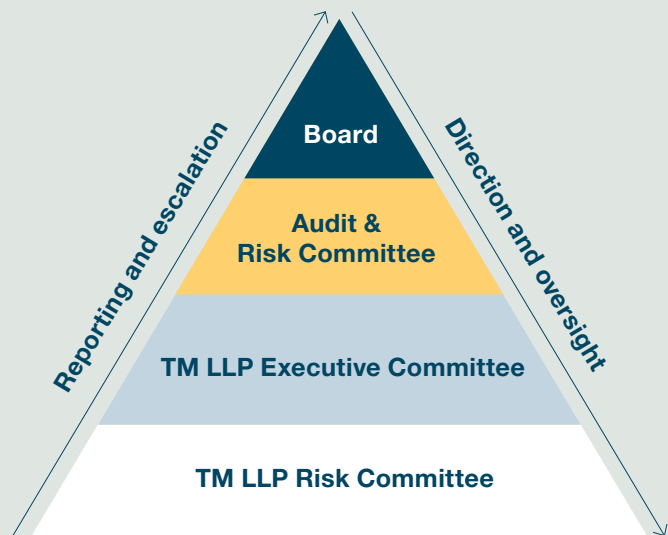 Board
Reporting and escalation
Direction and oversight
Audit &
Risk Committee
TM LLP Executive Committee
TM LLP Risk Committee